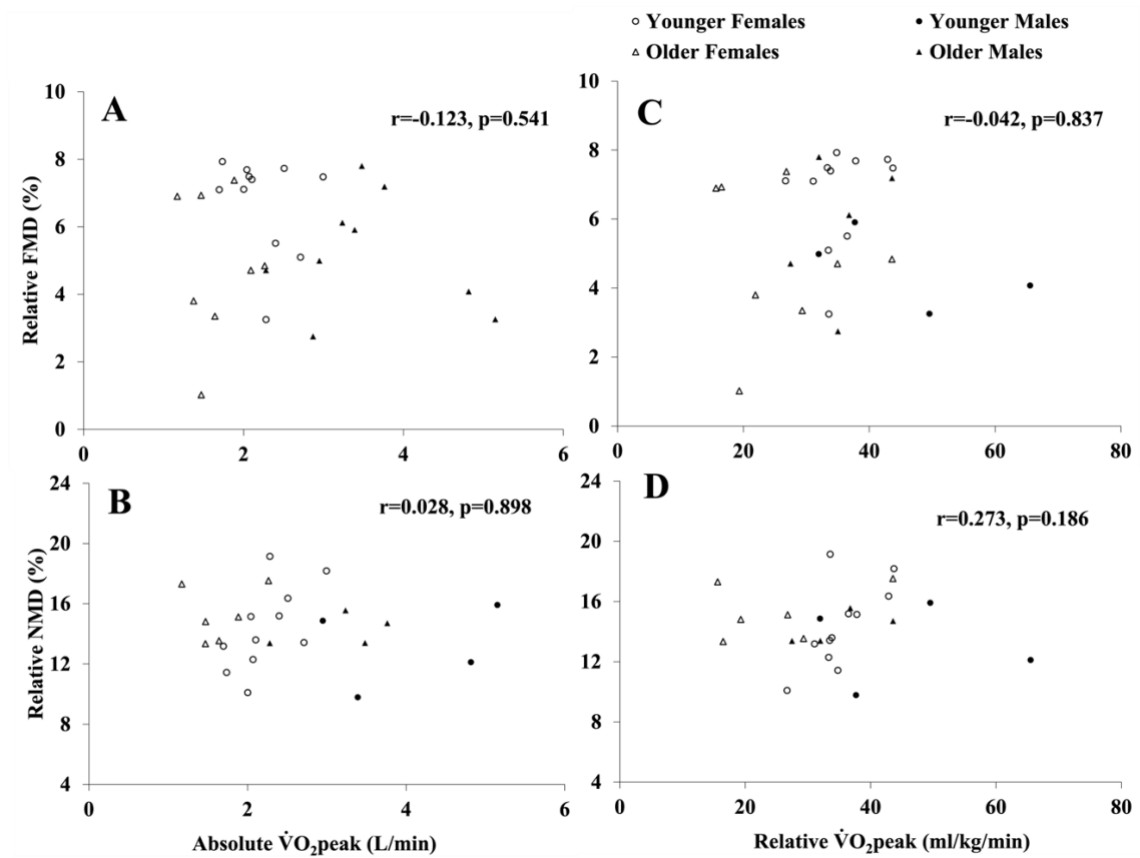 ○ Younger Females ● Younger Males
△ Older Females ▲ Older Males
A
r=-0.123, p=0.541
10
8
6
4
2
0
Relative FMD (%)
0 2 4 6
C
r=-0.042, p=0.837
10
8
6
4
2
0
0 20 40 60 80
B
r=0.028, p=0.898
24
20
16
12
8
4
Relative NMD (%)
0 2 4 6
Absolute V̇O₂peak (L/min)
D
r=0.273, p=0.186
24
20
16
12
8
4
0 20 40 60 80
Relative V̇O₂peak (ml/kg/min)